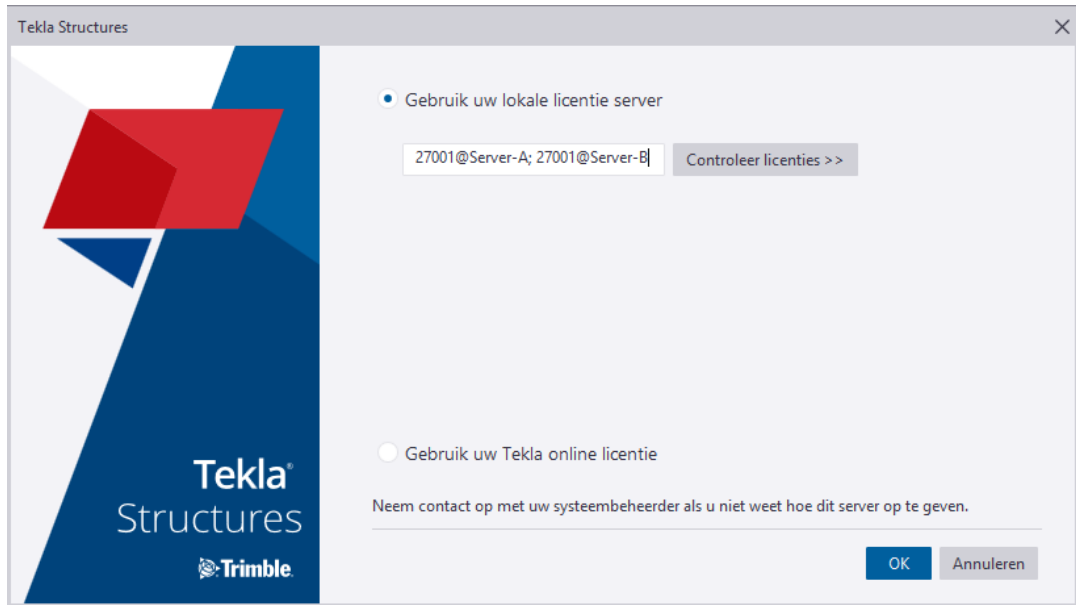 Tekla Structures
Gebruik uw lokale licentie server
27001@Server-A; 27001@Server-B
Controleer licenties >>
Gebruik uw Tekla online licentie
Neem contact op met uw systeembeheerder als u niet weet hoe dit server op te geven.
Tekla®
Structures
Trimble.
OK
Annuleren